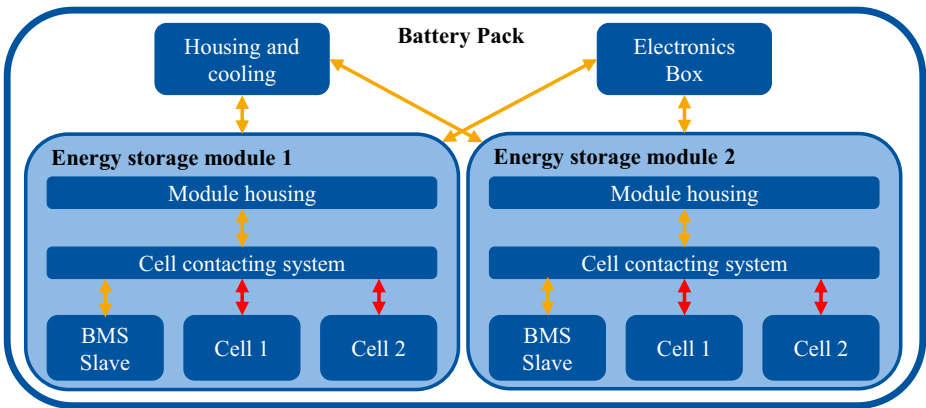 Battery Pack
Housing and
cooling
Electronics
Box
Energy storage module 1
Module housing
Cell contacting system
BMS
Slave
Cell 1
Cell 2
Energy storage module 2
Module housing
Cell contacting system
BMS
Slave
Cell 1
Cell 2